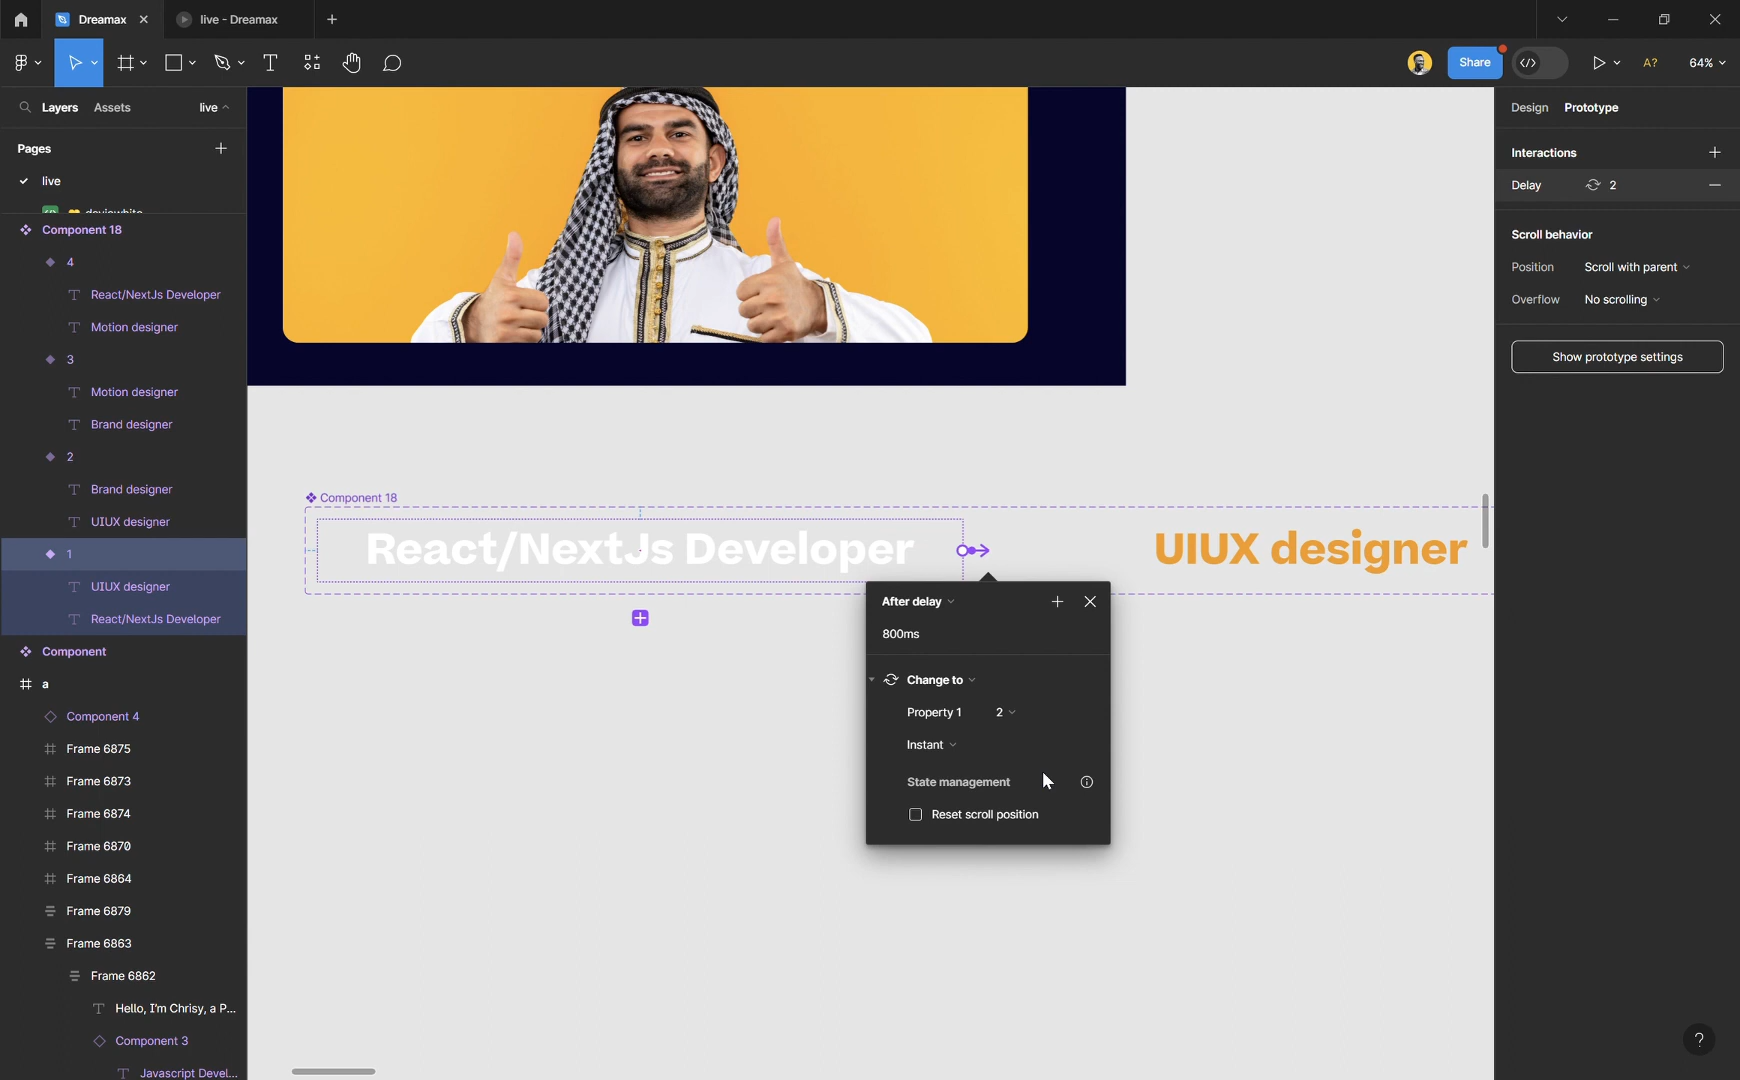 Dreamax
live - Dreamax
Share
A?
64%
Layers
Assets
live
Design
Prototype
Pages
live
Interactions
Delay
2
Component 18
Scroll behavior
4
React/NextJs Developer
Position
Scroll with parent
Motion designer
Overflow
No scrolling
3
Show prototype settings
Motion designer
Brand designer
2
Brand designer
UIUX designer
1
UIUX designer
React/NextJs Developer
Component
a
Component 4
Frame 6875
Frame 6873
Frame 6874
Frame 6870
Frame 6864
Frame 6879
Frame 6863
Frame 6862
Hello, I'm Chrisy, a P...
Component 3
Javascript Devel...
Component 18
React/NextJs Developer
UIUX designer
After delay
800ms
Change to
Property 1
2
Instant
State management
Reset scroll position
?